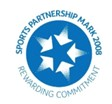 SPORTS PARTNERSHIP MARK 2008
REWARDING COMMITMENT